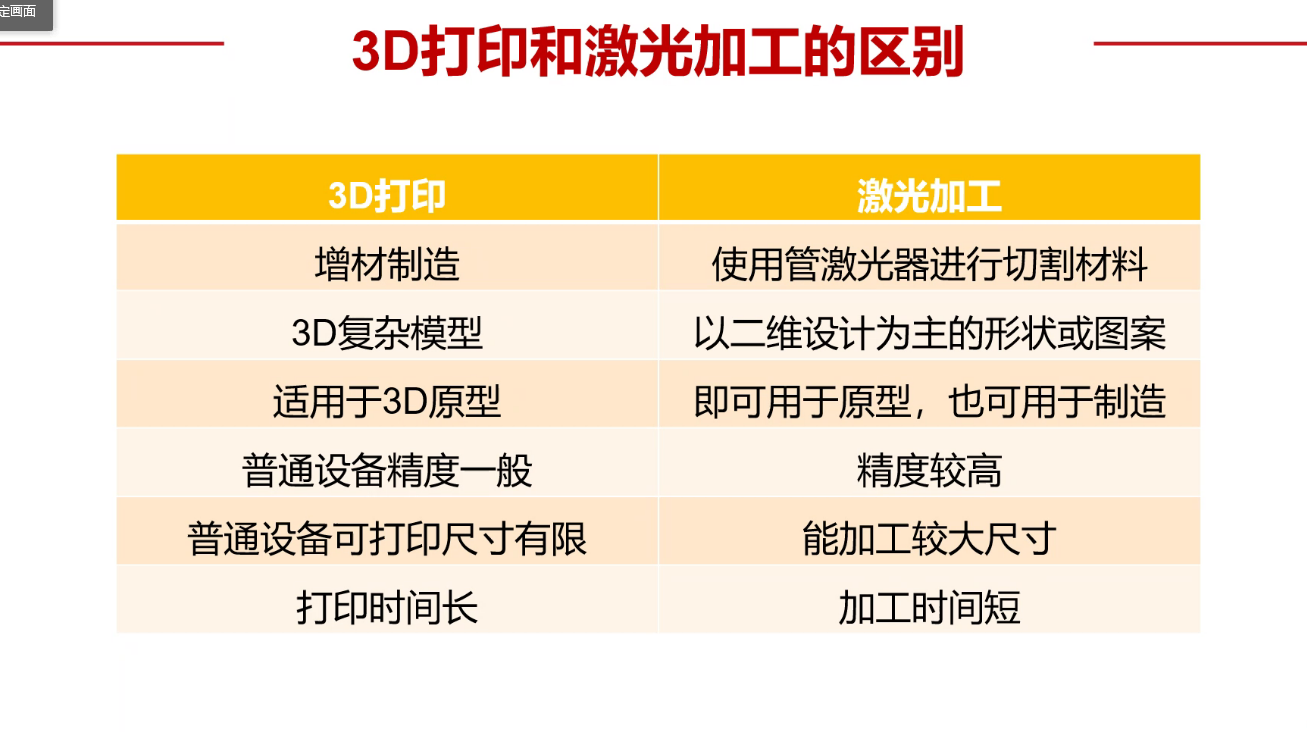 定画面
3D打印和激光加工的区别
3D打印 激光加工
增材制造 使用管激光器进行切割材料
3D复杂模型 以二维设计为主的形状或图案
适用于3D原型 即可用于原型，也可用于制造
普通设备精度一般 精度较高
普通设备可打印尺寸有限 能加工较大尺寸
打印时间长 加工时间短